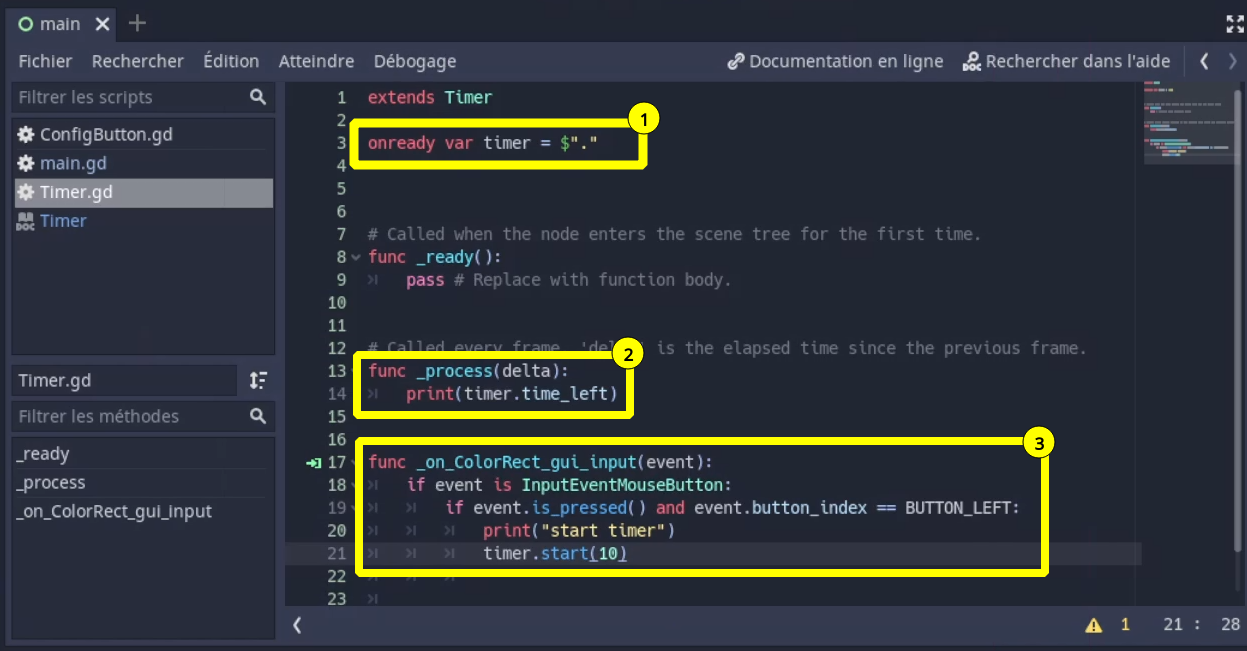 main
Fichier Rechercher Édition Atteindre Débogage Documentation en ligne Rechercher dans l'aide
Filtrer les scripts
ConfigButton.gd
main.gd
Timer.gd
DOC Timer
Timer.gd
Filtrer les méthodes
_ready
_process
_on_ColorRect_gui_input
1 extends Timer
2
3 onready var timer = $"."
1
4
5
6
7 # Called when the node enters the scene tree for the first time.
8 func _ready():
9 pass # Replace with function body.
10
11
12 # Called every frame. is the elapsed time since the previous frame.
2
13 func _process(delta):
14 print(timer.time_left)
15
16
3
17 func _on_ColorRect_gui_input(event):
18 if event is InputEventMouseButton:
19 if event.is_pressed() and event.button_index == BUTTON_LEFT:
20 print("start timer")
21 timer.start(10)
22
23
1 21 : 28